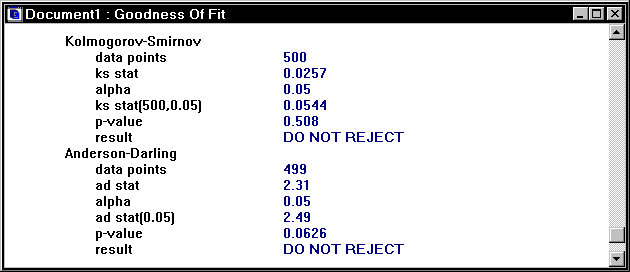 Document1 : Goodness Of Fit
Kolmogorov-Smirnov
data points 500
ks stat 0.0257
alpha 0.05
ks stat(500,0.05) 0.0544
p-value 0.508
result DO NOT REJECT
Anderson-Darling
data points 499
ad stat 2.31
alpha 0.05
ad stat(0.05) 2.49
p-value 0.0626
result DO NOT REJECT